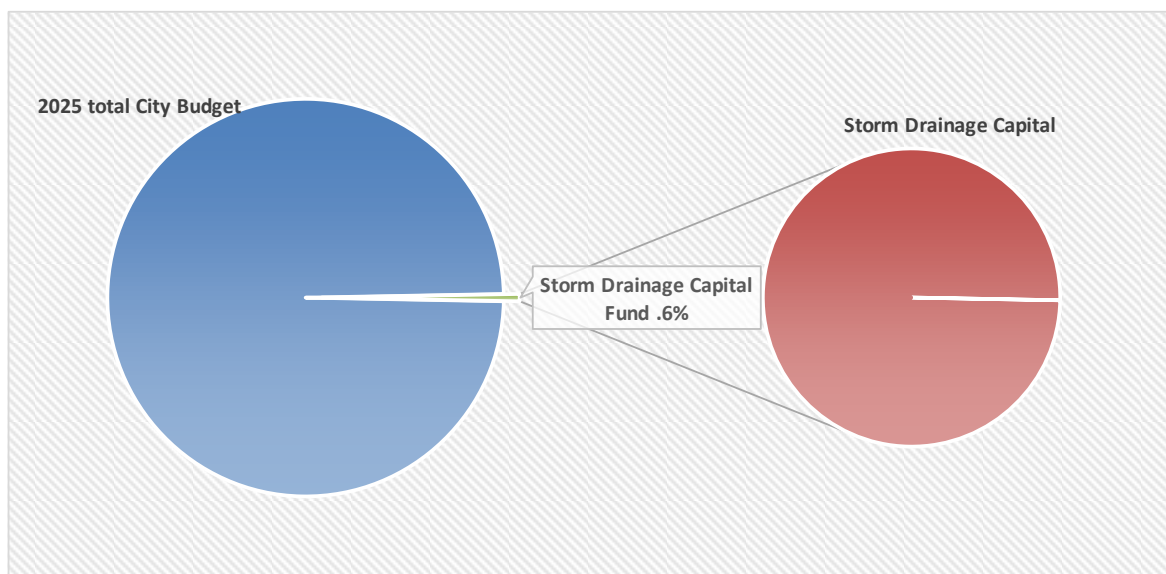 2025 total City Budget
Storm Drainage Capital
Storm Drainage Capital
Fund .6%